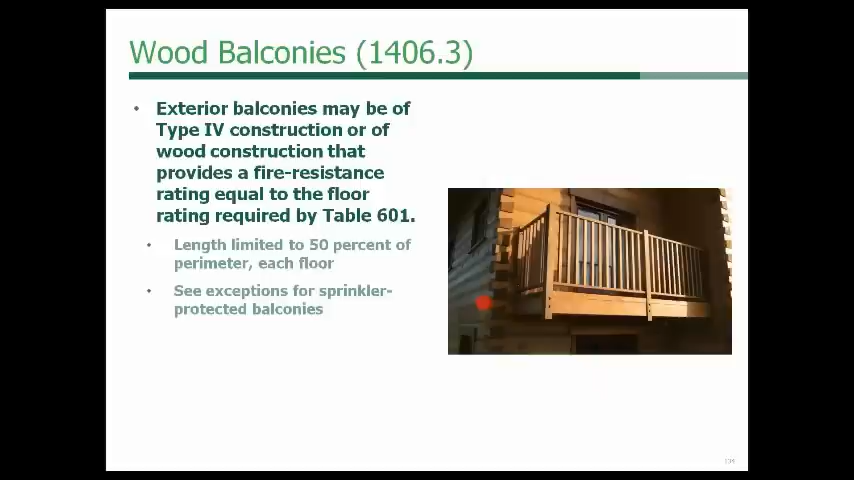 Wood Balconies (1406.3)
• Exterior balconies may be of
Type IV construction or of
wood construction that
provides a fire-resistance
rating equal to the floor
rating required by Table 601.
• Length limited to 50 percent of
perimeter, each floor
• See exceptions for sprinkler-
protected balconies